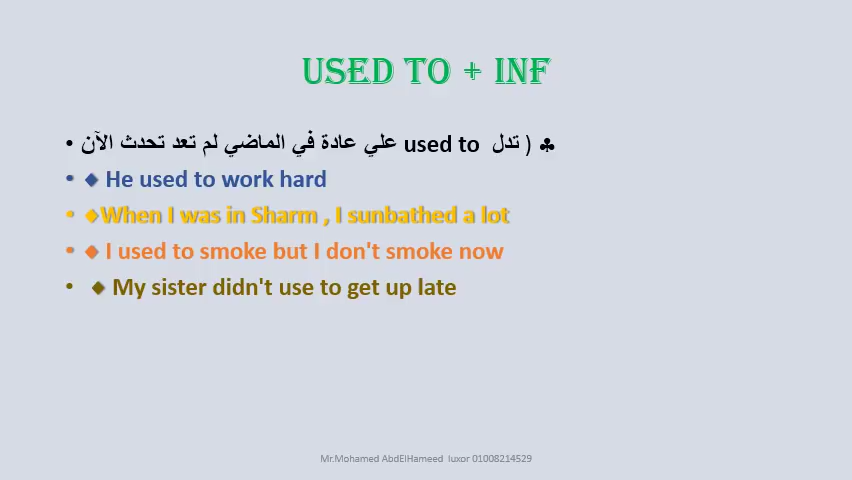 USED TO + INF
• ♣ ( تدل used to علي عادة في الماضي لم تعد تحدث الآن
• ◆ He used to work hard
• ◆When I was in Sharm , I sunbathed a lot
• ◆ I used to smoke but I don't smoke now
• ◆ My sister didn't use to get up late
Mr.Mohamed AbdElHameed luxor 01008214529